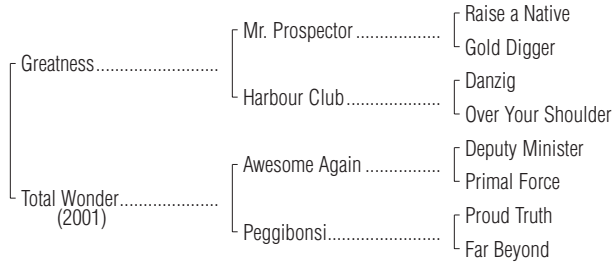 Raise a Native
Mr. Prospector
Gold Digger
Greatness
Danzig
Harbour Club
Over Your Shoulder
Deputy Minister
Awesome Again
Primal Force
Total Wonder
(2001)
Proud Truth
Peggibonsi
Far Beyond